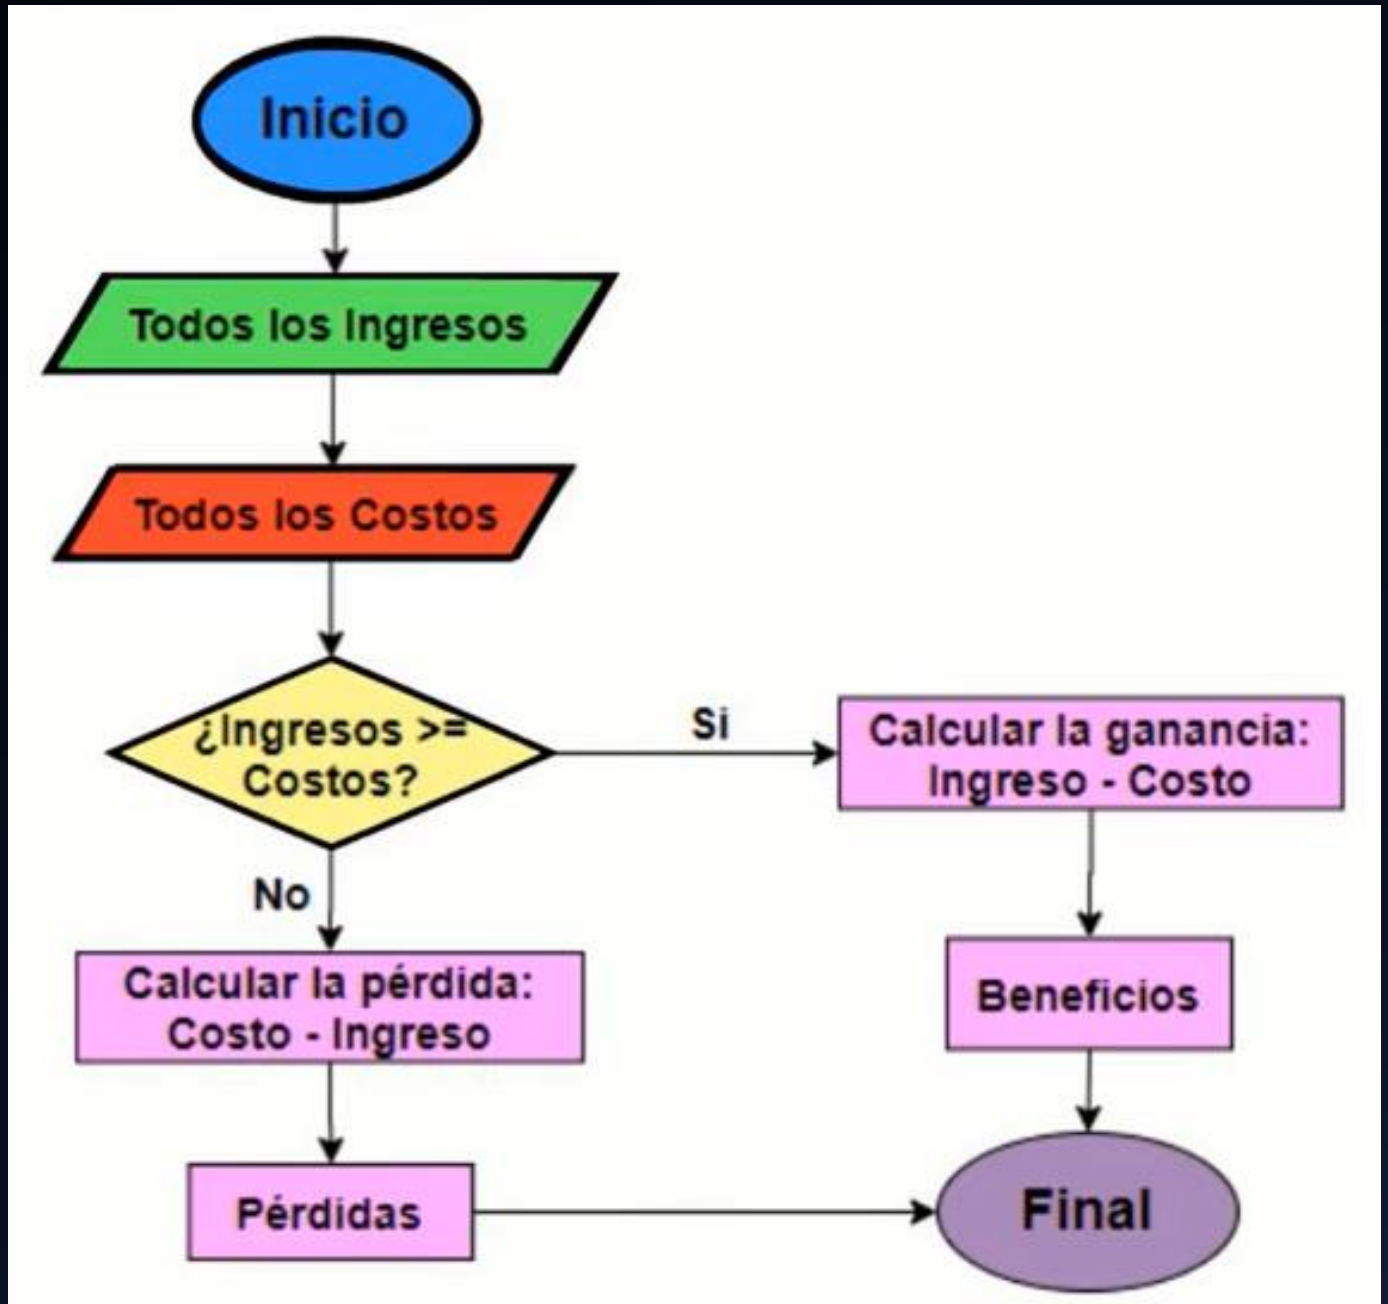 Inicio
Todos los Ingresos
Todos los Costos
¿Ingresos >=
Costos?
Si
Calcular la ganancia:
Ingreso - Costo
No
Beneficios
Calcular la pérdida:
Costo - Ingreso
Pérdidas
Final